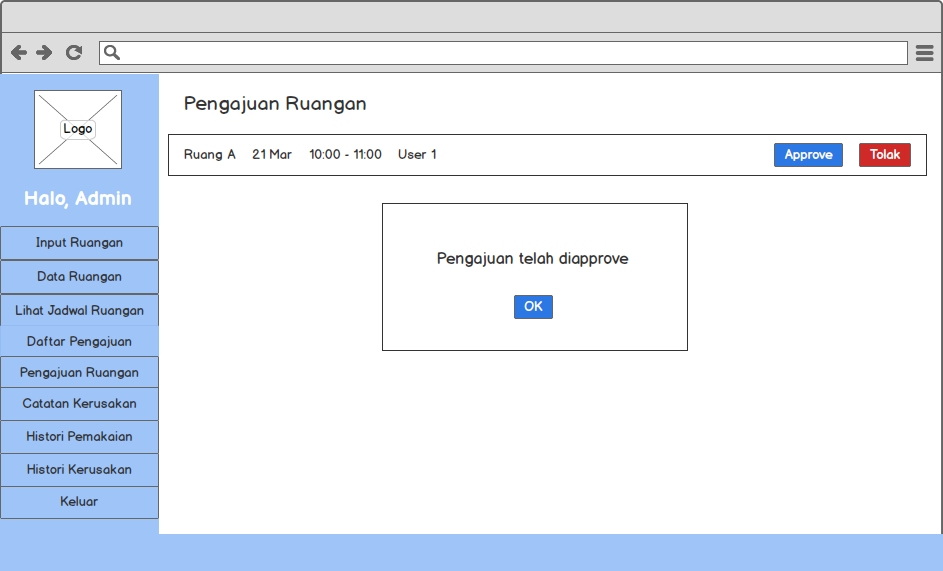 Logo
Halo, Admin
Input Ruangan
Data Ruangan
Lihat Jadwal Ruangan
Daftar Pengajuan
Pengajuan Ruangan
Catatan Kerusakan
Histori Pemakaian
Histori Kerusakan
Keluar
Pengajuan Ruangan
Ruang A 21 Mar 10:00 - 11:00 User 1 Approve Tolak
Pengajuan telah diapprove
OK